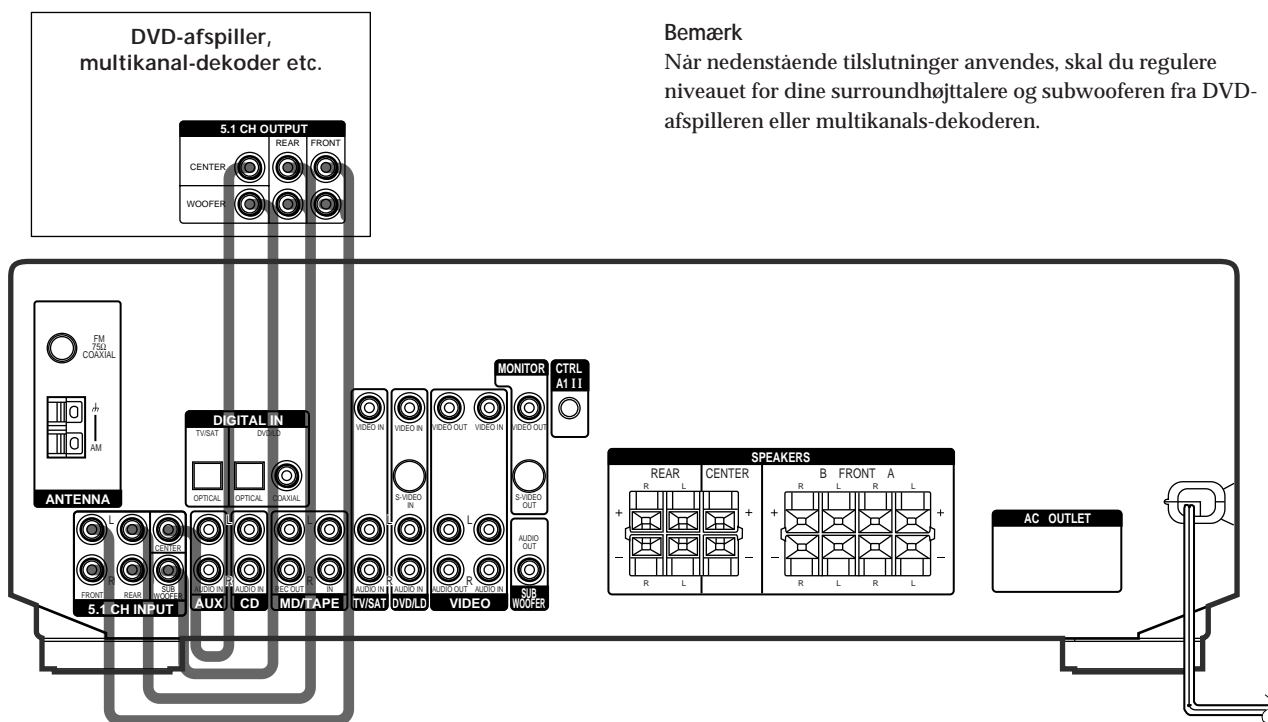 DVD-afspiller,
multikanal-dekoder etc.
Bemærk
Når nedenstående tilslutninger anvendes, skal du regulere
niveauet for dine surroundhøjttalere og subwooferen fra DVD-
afspilleren eller multikanals-dekoderen.
5.1 CH OUTPUT
REAR FRONT
CENTER
WOOFER
FM
75Ω
COAXIAL
AM
ANTENNA
DIGITAL IN
TV/SAT DVD/LD
OPTICAL OPTICAL COAXIAL
MONITOR
CTRL
A1 II
VIDEO IN VIDEO IN VIDEO OUT VIDEO IN VIDEO OUT
S-VIDEO
IN
S-VIDEO
OUT
L CENTER L L L L
AUDIO
OUT
R SUB
WOOFER R R R R
FRONT REAR AUDIO IN AUDIO IN REC OUT IN AUDIO IN AUDIO IN AUDIO OUT AUDIO IN
5.1 CH INPUT AUX CD MD/TAPE TV/SAT DVD/LD VIDEO SUB
WOOFER
SPEAKERS
REAR CENTER B FRONT A
R L R L R L
+ + + +
– – – –
R L R L R L
AC OUTLET